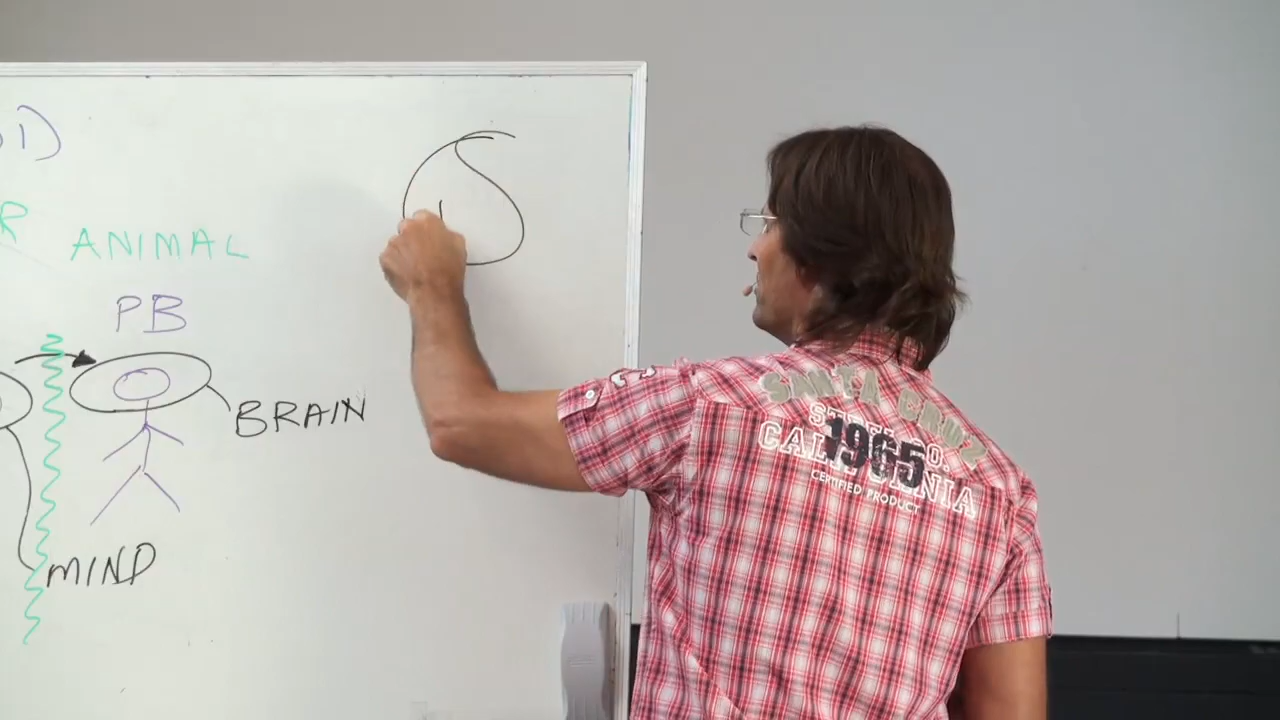 ANIMAL
PB
BRAIN
MIND
SANTA CRUZ
CALIFORNIA
1965
CERTIFIED PRODUCT